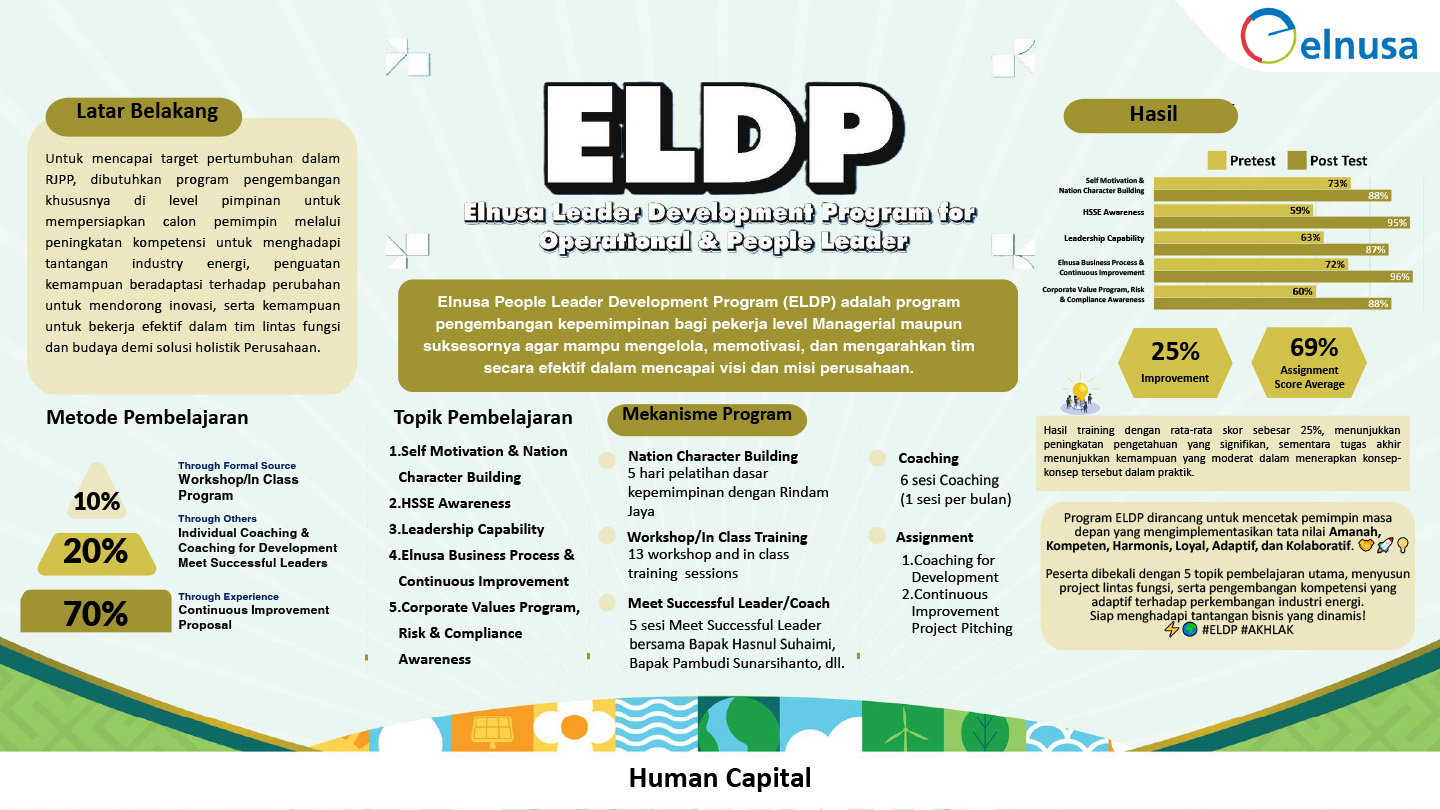 elnusa
ELDP
Elnusa Leader Development Program for
Operational & People Leader
Elnusa People Leader Development Program (ELDP) adalah program
pengembangan kepemimpinan bagi pekerja level Managerial maupun
suksesornya agar mampu mengelola, memotivasi, dan mengarahkan tim
secara efektif dalam mencapai visi dan misi perusahaan.
Latar Belakang
Untuk mencapai target pertumbuhan dalam
RJPP, dibutuhkan program pengembangan
khususnya di level pimpinan untuk
mempersiapkan calon pemimpin melalui
peningkatan kompetensi untuk menghadapi
tantangan industry energi, penguatan
kemampuan beradaptasi terhadap perubahan
untuk mendorong inovasi, serta kemampuan
untuk bekerja efektif dalam tim lintas fungsi
dan budaya demi solusi holistik Perusahaan.
Metode Pembelajaran
10%
Through Formal Source
Workshop/In Class
Program
20%
Through Others
Individual Coaching &
Coaching for Development
Meet Successful Leaders
70%
Through Experience
Continuous Improvement
Proposal
Topik Pembelajaran
1.Self Motivation & Nation
Character Building
2.HSSE Awareness
3.Leadership Capability
4.Elnusa Business Process &
Continuous Improvement
5.Corporate Values Program,
Risk & Compliance
Awareness
Mekanisme Program
Nation Character Building
5 hari pelatihan dasar
kepemimpinan dengan Rindam
Jaya
Workshop/In Class Training
13 workshop and in class
training sessions
Meet Successful Leader/Coach
5 sesi Meet Successful Leader
bersama Bapak Hasnul Suhaimi,
Bapak Pambudi Sunarsihanto, dll.
Coaching
6 sesi Coaching
(1 sesi per bulan)
Assignment
1.Coaching for
Development
2.Continuous
Improvement
Project Pitching
Hasil
Pretest
Post Test
Self Motivation &
Nation Character Building
73%
88%
HSSE Awareness
59%
95%
Leadership Capability
63%
87%
Elnusa Business Process &
Continuous Improvement
72%
96%
Corporate Value Program, Risk
& Compliance Awareness
60%
88%
25%
Improvement
69%
Assignment
Score Average
Hasil training dengan rata-rata skor sebesar 25%, menunjukkan
peningkatan pengetahuan yang signifikan, sementara tugas akhir
menunjukkan kemampuan yang moderat dalam menerapkan konsep-
konsep tersebut dalam praktik.
Program ELDP dirancang untuk mencetak pemimpin masa
depan yang mengimplementasikan tata nilai Amanah,
Kompeten, Harmonis, Loyal, Adaptif, dan Kolaboratif. 🤝🚀💡
Peserta dibekali dengan 5 topik pembelajaran utama, menyusun
project lintas fungsi, serta pengembangan kompetensi yang
adaptif terhadap perkembangan industri energi.
Siap menghadapi tantangan bisnis yang dinamis!
⚡🌍 #ELDP #AKHLAK
Human Capital